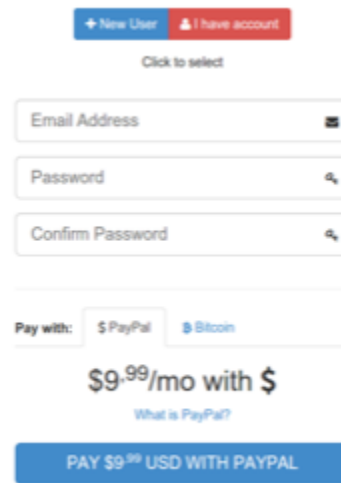 New User I have account
Click to select
Email Address
Password
Confirm Password
Pay with: $ PayPal Bitcoin
$9.99/mo with $
What is PayPal?
PAY $9.99 USD WITH PAYPAL